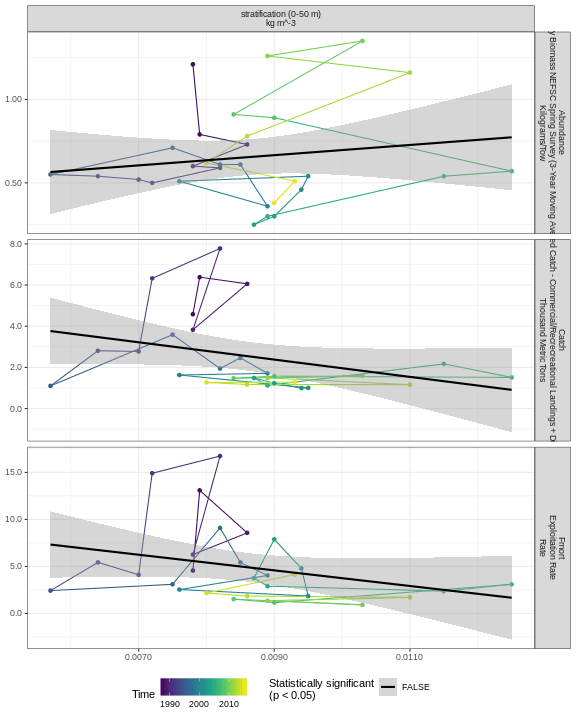 stratification (0-50 m)
kg m^-3
1.00
0.50
Abundance
Biomass NEFSC Spring Survey (3-Year Moving
Kilograms/tow
8.0
6.0
4.0
2.0
0.0
Catch
Catch - Commercial/Recrecreational Landings +
Thousand Metric Tons
15.0
10.0
5.0
0.0
Fmort
Exploitation Rate
Rate
0.0070
0.0090
0.0110
Time
1990
2000
2010
Statistically significant
(p < 0.05)
FALSE